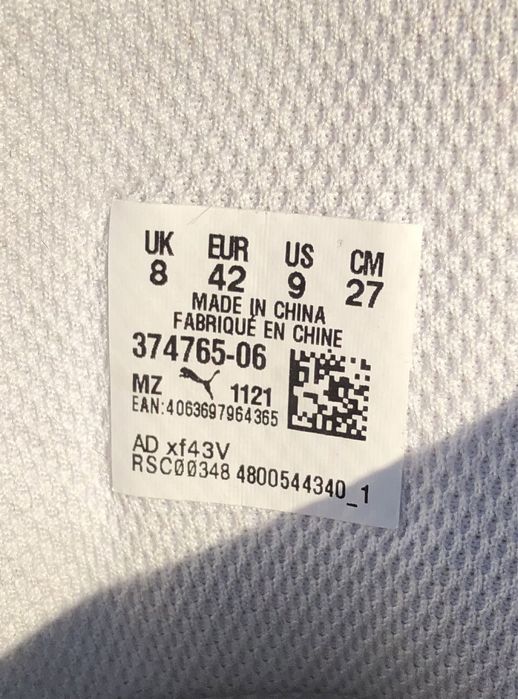 UK EUR US CM
8 42 9 27
MADE IN CHINA
FABRIQUÉ EN CHINE
374765-06
MZ 1121
EAN:4063697964365
AD xf43V
RSC00348 4800544340_1